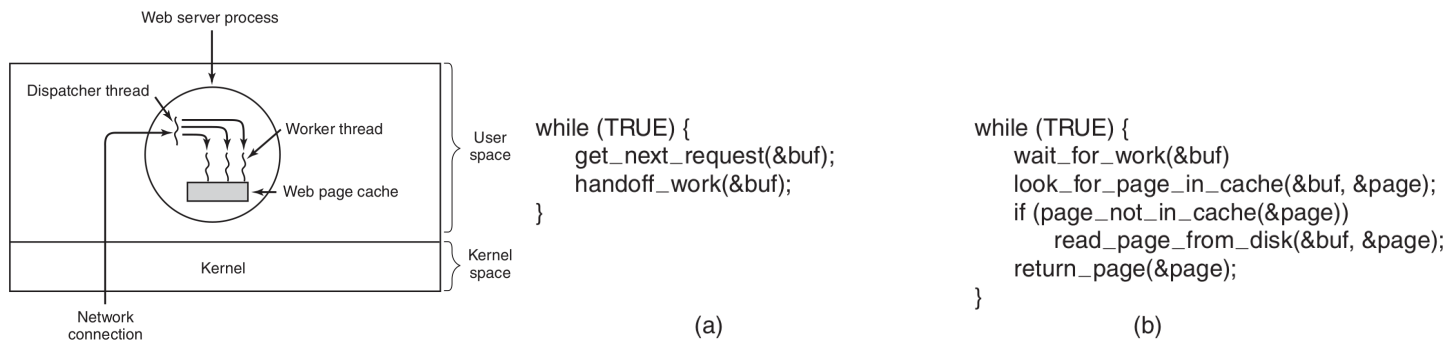 Web server process
Dispatcher thread
Worker thread
Web page cache
User
space
Kernel
Kernel
space
Network
connection
while (TRUE) {
get_next_request(&buf);
handoff_work(&buf);
}
(a)
while (TRUE) {
wait_for_work(&buf)
look_for_page_in_cache(&buf, &page);
if (page_not_in_cache(&page))
read_page_from_disk(&buf, &page);
return_page(&page);
}
(b)